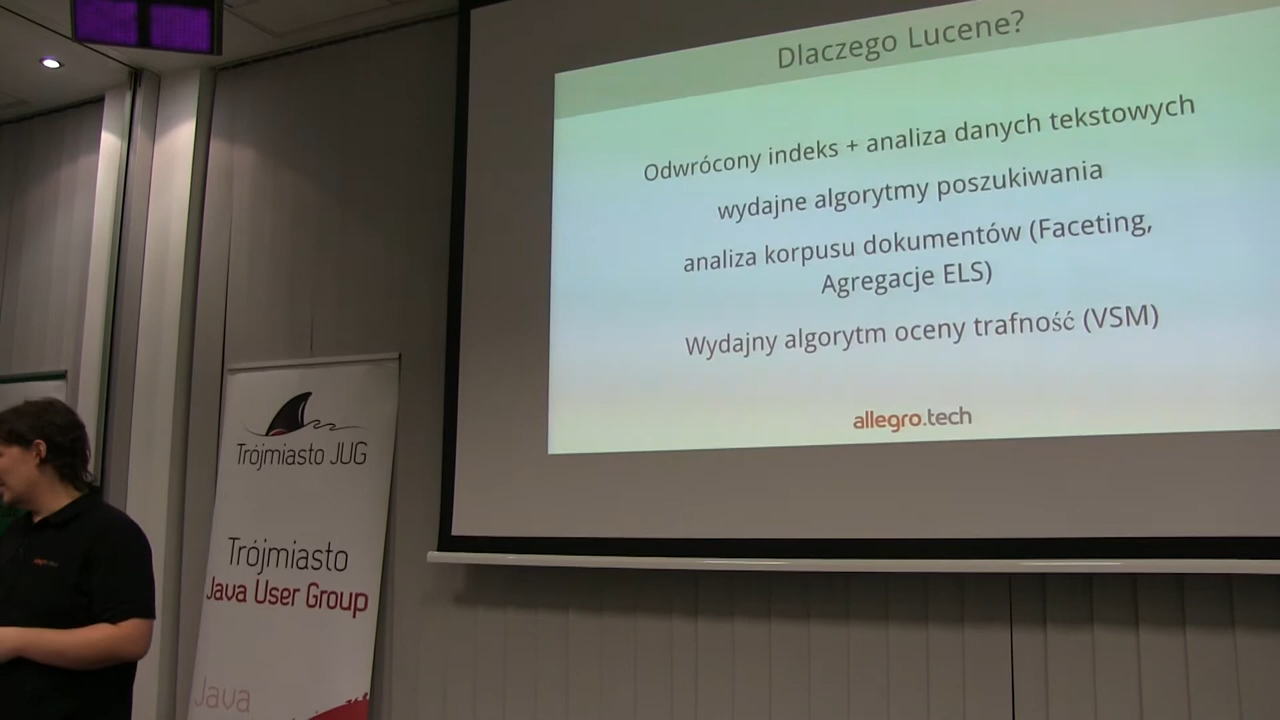 Dlaczego Lucene?
Odwrócony indeks + analiza danych tekstowych
wydajne algorytmy poszukiwania
analiza korpusu dokumentów (Faceting,
Agregacje ELS)
Wydajny algorytm oceny trafność (VSM)
allegro.tech
Trójmiasto JUG
Trójmiasto
Java User Group
Java